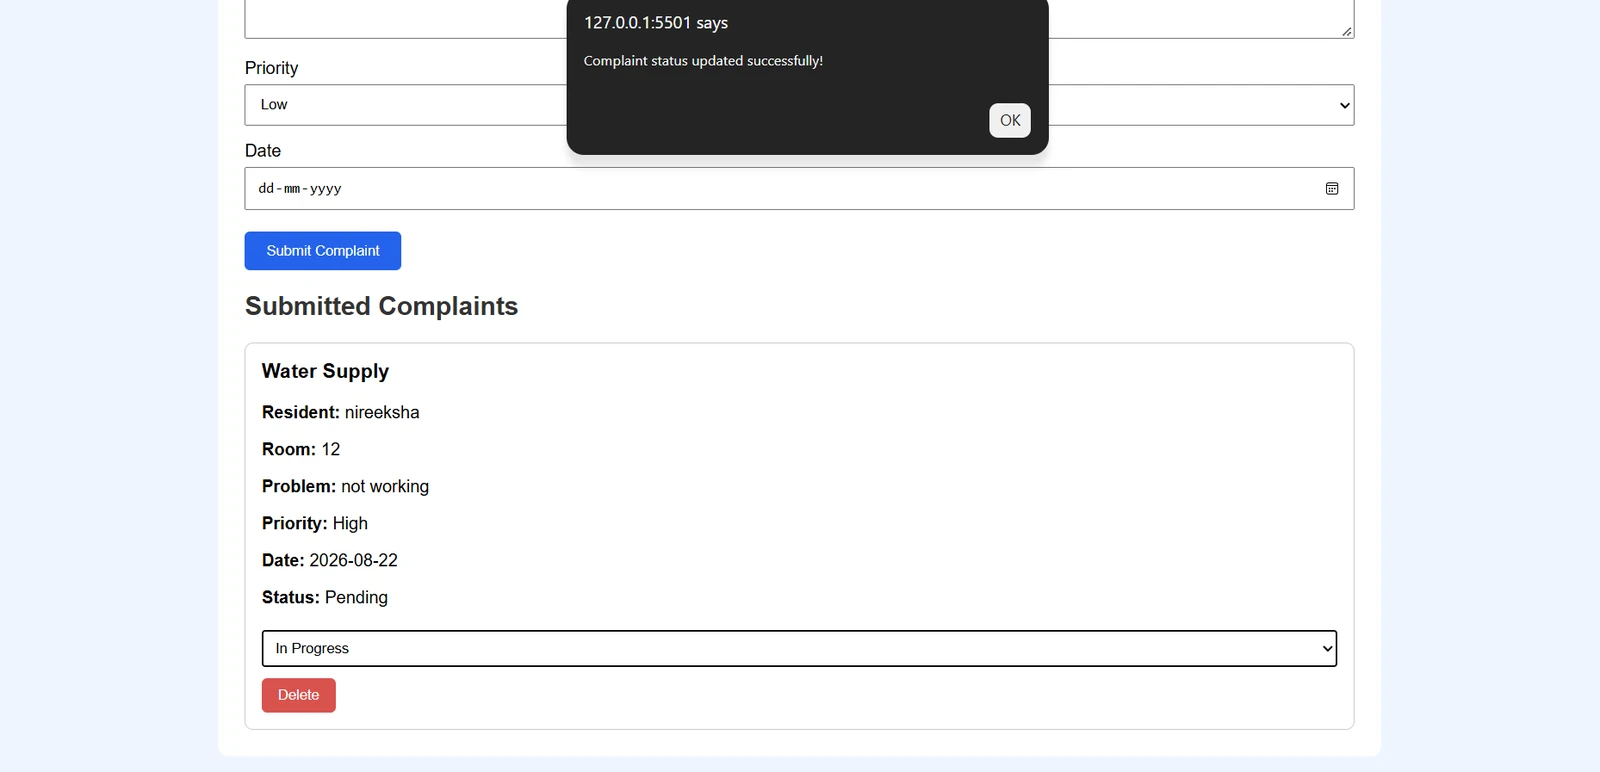 127.0.0.1:5501 says
Complaint status updated successfully!
OK
Priority
Low
Date
dd-mm-yyyy
Submit Complaint
Submitted Complaints
Water Supply
Resident: nireeksha
Room: 12
Problem: not working
Priority: High
Date: 2026-08-22
Status: Pending
In Progress
Delete